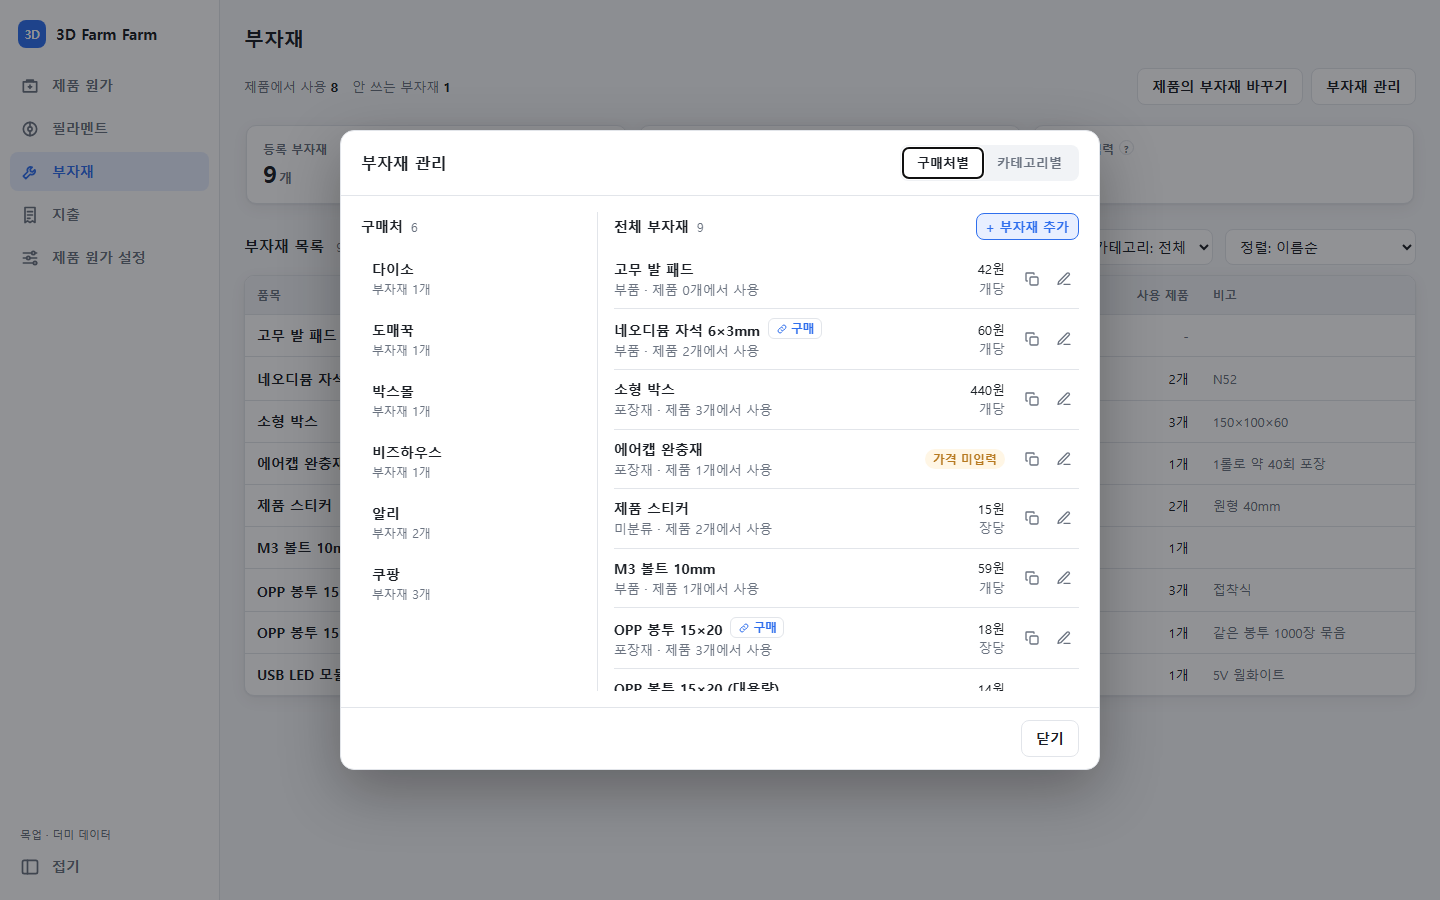 3D
3D Farm Farm
제품 원가
필라멘트
부자재
지출
제품 원가 설정
목업 · 더미 데이터
접기
부자재
제품에서 사용 8 안 쓰는 부자재 1
제품의 부자재 바꾸기
부자재 관리
등록 부자재
9개
력 ?
부자재 목록
카테고리: 전체
정렬: 이름순
품목
사용 제품
비고
고무 발 패드
-
네오디뮴 자석
2개
N52
소형 박스
3개
150×100×60
에어캡 완충재
1개
1롤로 약 40회 포장
제품 스티커
2개
원형 40mm
M3 볼트 10m
1개
OPP 봉투 15
3개
접착식
OPP 봉투 15
1개
같은 봉투 1000장 묶음
USB LED 모듈
1개
5V 웜화이트
부자재 관리
구매처별
카테고리별
구매처 6
다이소
부자재 1개
도매꾹
부자재 1개
박스몰
부자재 1개
비즈하우스
부자재 1개
알리
부자재 2개
쿠팡
부자재 3개
전체 부자재 9
+ 부자재 추가
고무 발 패드
부품 · 제품 0개에서 사용
42원
개당
네오디뮴 자석 6×3mm
구매
부품 · 제품 2개에서 사용
60원
개당
소형 박스
포장재 · 제품 3개에서 사용
440원
개당
에어캡 완충재
포장재 · 제품 1개에서 사용
가격 미입력
제품 스티커
미분류 · 제품 2개에서 사용
15원
장당
M3 볼트 10mm
부품 · 제품 1개에서 사용
59원
개당
OPP 봉투 15×20
구매
포장재 · 제품 3개에서 사용
18원
장당
OPP 봉투 15×20 (대용량)
14원
닫기